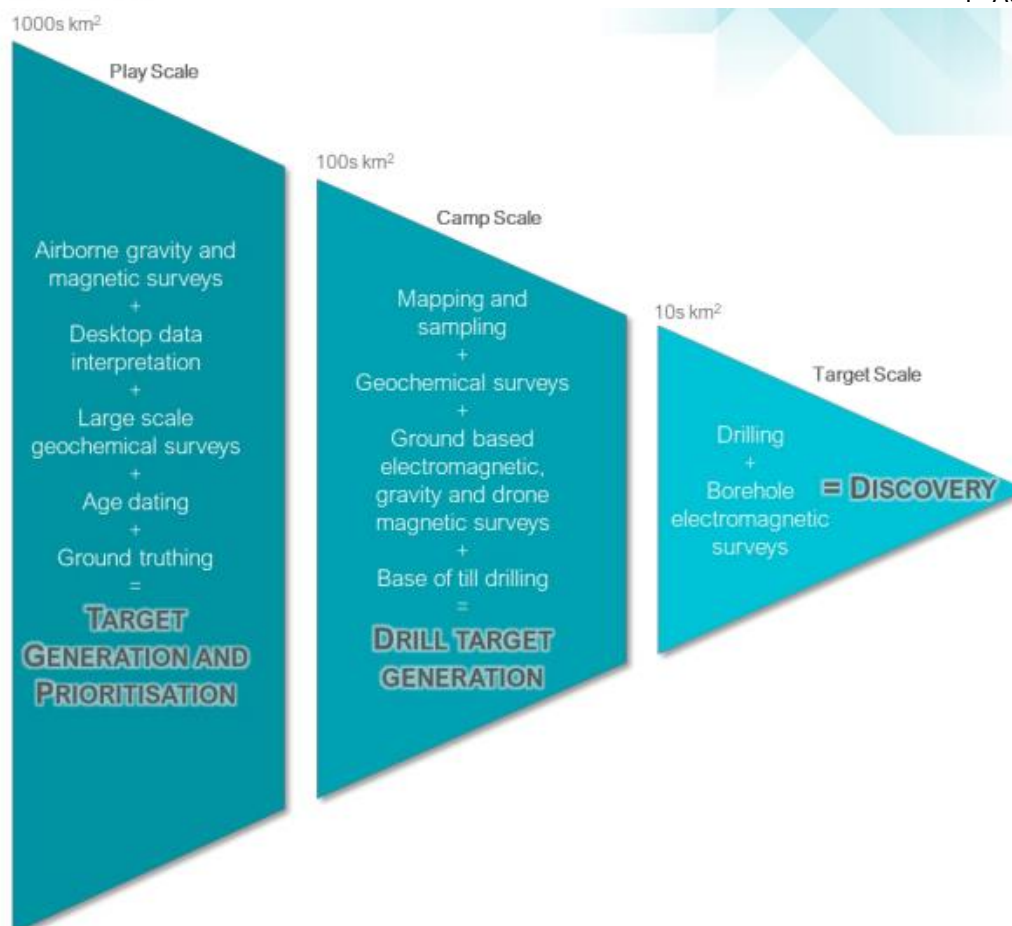 1000s km²
Play Scale
Airborne gravity and
magnetic surveys
+
Desktop data
interpretation
+
Large scale
geochemical surveys
+
Age dating
+
Ground truthing
=
TARGET
GENERATION AND
PRIORITISATION
100s km²
Camp Scale
Mapping and
sampling
+
Geochemical surveys
+
Ground based
electromagnetic,
gravity and drone
magnetic surveys
+
Base of till drilling
=
DRILL TARGET
GENERATION
10s km²
Target Scale
Drilling
+
Borehole
electromagnetic
surveys
= DISCOVERY